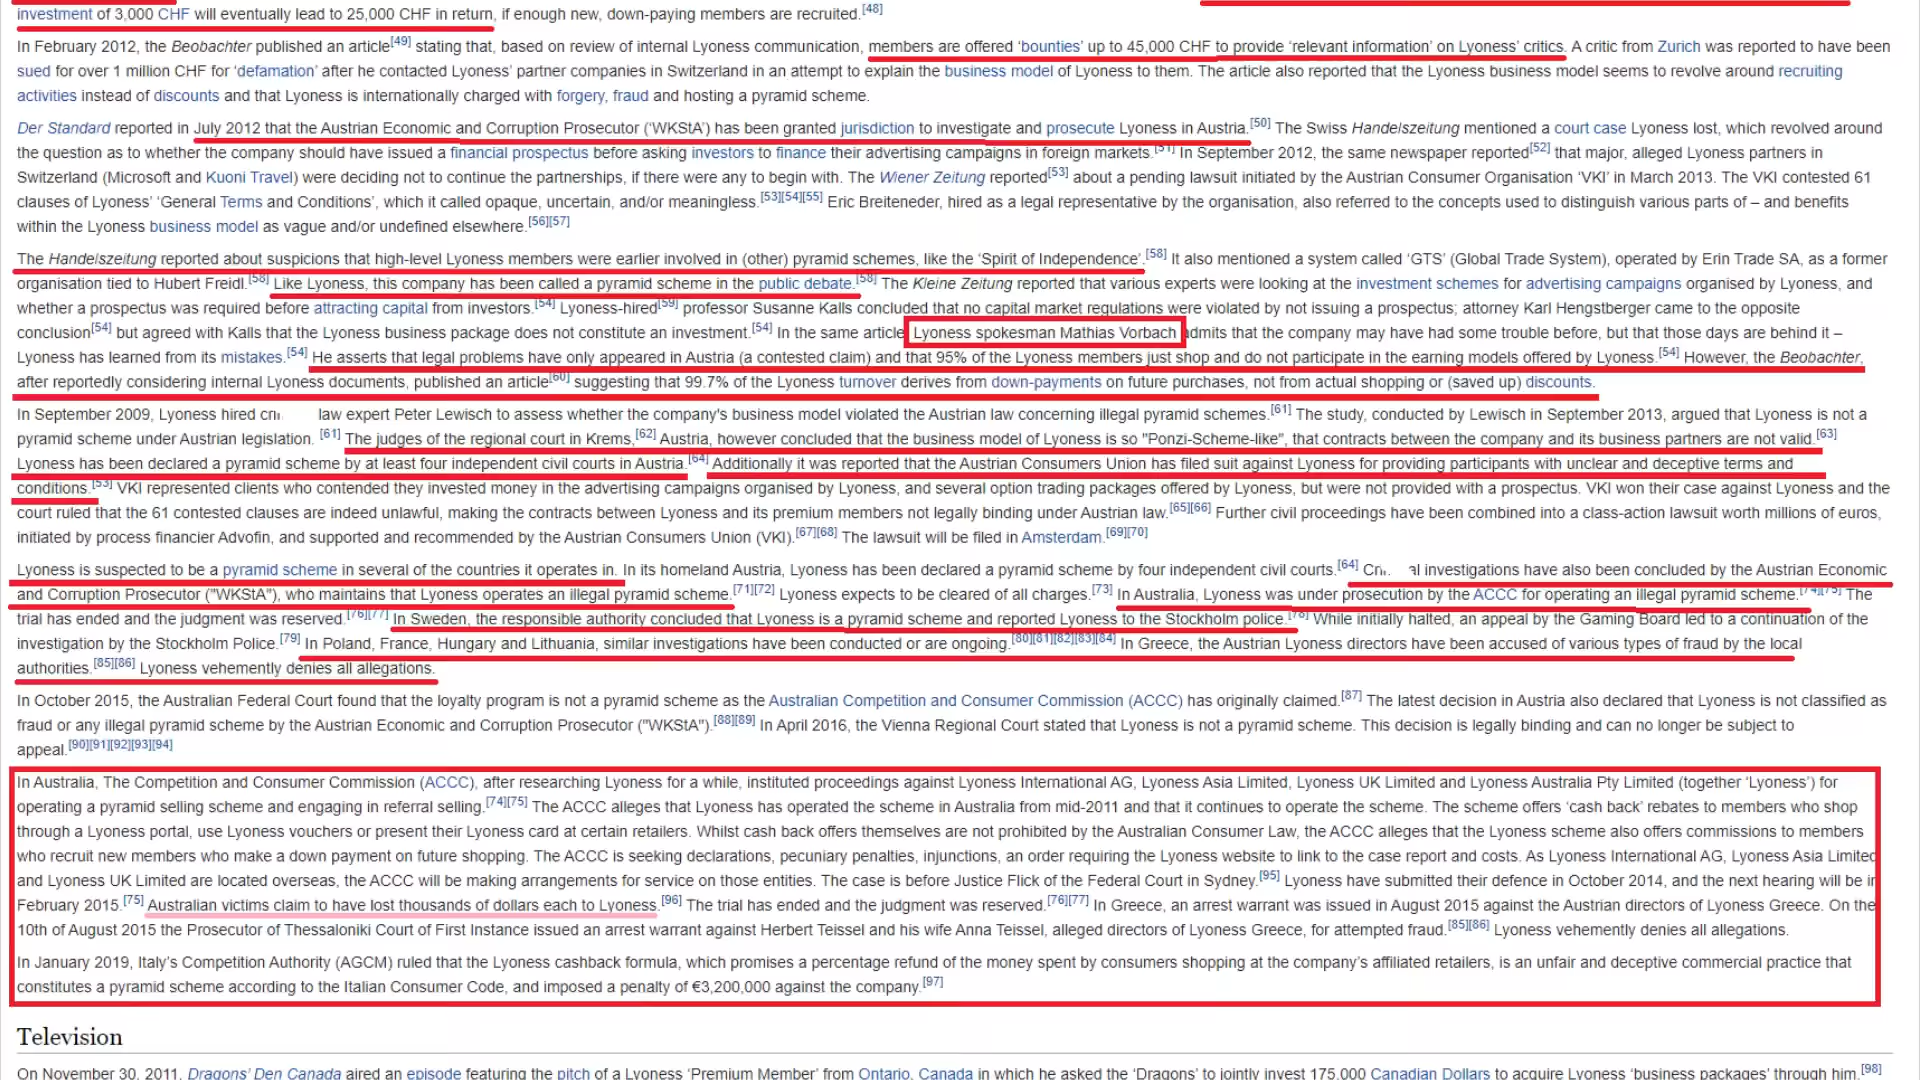 investment of 3,000 CHF will eventually lead to 25,000 CHF in return, if enough new, down-paying members are recruited.[48]
In February 2012, the Beobachter published an article[49] stating that, based on review of internal Lyoness communication, members are offered ‘bounties’ up to 45,000 CHF to provide ‘relevant information’ on Lyoness’ critics. A critic from Zurich was reported to have been
sued for over 1 million CHF for ‘defamation’ after he contacted Lyoness’ partner companies in Switzerland in an attempt to explain the business model of Lyoness to them. The article also reported that the Lyoness business model seems to revolve around recruiting
activities instead of discounts and that Lyoness is internationally charged with forgery, fraud and hosting a pyramid scheme.
Der Standard reported in July 2012 that the Austrian Economic and Corruption Prosecutor (‘WKStA’) has been granted jurisdiction to investigate and prosecute Lyoness in Austria.[50] The Swiss Handelszeitung mentioned a court case Lyoness lost, which revolved around
the question as to whether the company should have issued a financial prospectus before asking investors to finance their advertising campaigns in foreign markets.[51] In September 2012, the same newspaper reported[52] that major, alleged Lyoness partners in
Switzerland (Microsoft and Kuoni Travel) were deciding not to continue the partnerships, if there were any to begin with. The Wiener Zeitung reported[53] about a pending lawsuit initiated by the Austrian Consumer Organisation ‘VKI’ in March 2013. The VKI contested 61
clauses of Lyoness’ ‘General Terms and Conditions’, which it called opaque, uncertain, and/or meaningless.[53][54][55] Eric Breiteneder, hired as a legal representative by the organisation, also referred to the concepts used to distinguish various parts of – and benefits
within the Lyoness business model as vague and/or undefined elsewhere.[56][57]
The Handelszeitung reported about suspicions that high-level Lyoness members were earlier involved in (other) pyramid schemes, like the ‘Spirit of Independence’.[58] It also mentioned a system called ‘GTS’ (Global Trade System), operated by Erin Trade SA, as a former
organisation tied to Hubert Freidl.[58] Like Lyoness, this company has been called a pyramid scheme in the public debate.[58] The Kleine Zeitung reported that various experts were looking at the investment schemes for advertising campaigns organised by Lyoness, and
whether a prospectus was required before attracting capital from investors.[54] Lyoness-hired[59] professor Susanne Kalls concluded that no capital market regulations were violated by not issuing a prospectus; attorney Karl Hengstberger came to the opposite
conclusion[54] but agreed with Kalls that the Lyoness business package does not constitute an investment.[54] In the same article Lyoness spokesman Mathias Vorbach admits that the company may have had some trouble before, but that those days are behind it –
Lyoness has learned from its mistakes.[54] He asserts that legal problems have only appeared in Austria (a contested claim) and that 95% of the Lyoness members just shop and do not participate in the earning models offered by Lyoness.[54] However, the Beobachter,
after reportedly considering internal Lyoness documents, published an article[60] suggesting that 99.7% of the Lyoness turnover derives from down-payments on future purchases, not from actual shopping or (saved up) discounts.
In September 2009, Lyoness hired law expert Peter Lewisch to assess whether the company's business model violated the Austrian law concerning illegal pyramid schemes.[61] The study, conducted by Lewisch in September 2013, argued that Lyoness is not a
pyramid scheme under Austrian legislation. [61] The judges of the regional court in Krems,[62] Austria, however concluded that the business model of Lyoness is so "Ponzi-Scheme-like", that contracts between the company and its business partners are not valid.[63]
Lyoness has been declared a pyramid scheme by at least four independent civil courts in Austria.[64] Additionally it was reported that the Austrian Consumers Union has filed suit against Lyoness for providing participants with unclear and deceptive terms and
conditions.[53] VKI represented clients who contended they invested money in the advertising campaigns organised by Lyoness, and several option trading packages offered by Lyoness, but were not provided with a prospectus. VKI won their case against Lyoness and the
court ruled that the 61 contested clauses are indeed unlawful, making the contracts between Lyoness and its premium members not legally binding under Austrian law.[65][66] Further civil proceedings have been combined into a class-action lawsuit worth millions of euros,
initiated by process financier Advofin, and supported and recommended by the Austrian Consumers Union (VKI).[67][68] The lawsuit will be filed in Amsterdam.[69][70]
Lyoness is suspected to be a pyramid scheme in several of the countries it operates in. In its homeland Austria, Lyoness has been declared a pyramid scheme by four independent civil courts.[64] investigations have also been concluded by the Austrian Economic
and Corruption Prosecutor ("WKStA"), who maintains that Lyoness operates an illegal pyramid scheme.[71][72] Lyoness expects to be cleared of all charges.[73] In Australia, Lyoness was under prosecution by the ACCC for operating an illegal pyramid scheme.[74][75] The
trial has ended and the judgment was reserved.[76][77] In Sweden, the responsible authority concluded that Lyoness is a pyramid scheme and reported Lyoness to the Stockholm police.[78] While initially halted, an appeal by the Gaming Board led to a continuation of the
investigation by the Stockholm Police.[79] In Poland, France, Hungary and Lithuania, similar investigations have been conducted or are ongoing.[80][81][82][83][84] In Greece, the Austrian Lyoness directors have been accused of various types of fraud by the local
authorities.[85][86] Lyoness vehemently denies all allegations.
In October 2015, the Australian Federal Court found that the loyalty program is not a pyramid scheme as the Australian Competition and Consumer Commission (ACCC) has originally claimed.[87] The latest decision in Austria also declared that Lyoness is not classified as
fraud or any illegal pyramid scheme by the Austrian Economic and Corruption Prosecutor ("WKStA").[88][89] In April 2016, the Vienna Regional Court stated that Lyoness is not a pyramid scheme. This decision is legally binding and can no longer be subject to
appeal.[90][91][92][93][94]
In Australia, The Competition and Consumer Commission (ACCC), after researching Lyoness for a while, instituted proceedings against Lyoness International AG, Lyoness Asia Limited, Lyoness UK Limited and Lyoness Australia Pty Limited (together ‘Lyoness’) for
operating a pyramid selling scheme and engaging in referral selling.[74][75] The ACCC alleges that Lyoness has operated the scheme in Australia from mid-2011 and that it continues to operate the scheme. The scheme offers ‘cash back’ rebates to members who shop
through a Lyoness portal, use Lyoness vouchers or present their Lyoness card at certain retailers. Whilst cash back offers themselves are not prohibited by the Australian Consumer Law, the ACCC alleges that the Lyoness scheme also offers commissions to members
who recruit new members who make a down payment on future shopping. The ACCC is seeking declarations, pecuniary penalties, injunctions, an order requiring the Lyoness website to link to the case report and costs. As Lyoness International AG, Lyoness Asia Limited
and Lyoness UK Limited are located overseas, the ACCC will be making arrangements for service on those entities. The case is before Justice Flick of the Federal Court in Sydney.[95] Lyoness have submitted their defence in October 2014, and the next hearing will be in
February 2015.[75] Australian victims claim to have lost thousands of dollars each to Lyoness.[96] The trial has ended and the judgment was reserved.[76][77] In Greece, an arrest warrant was issued in August 2015 against the Austrian directors of Lyoness Greece. On the
10th of August 2015 the Prosecutor of Thessaloniki Court of First Instance issued an arrest warrant against Herbert Teissel and his wife Anna Teissel, alleged directors of Lyoness Greece, for attempted fraud.[85][86] Lyoness vehemently denies all allegations.
In January 2019, Italy’s Competition Authority (AGCM) ruled that the Lyoness cashback formula, which promises a percentage refund of the money spent by consumers shopping at the company’s affiliated retailers, is an unfair and deceptive commercial practice that
constitutes a pyramid scheme according to the Italian Consumer Code, and imposed a penalty of €3,200,000 against the company.[97]
Television
On November 30, 2011, Dragons’ Den Canada aired an episode featuring the pitch of a Lyoness ‘Premium Member’ from Ontario, Canada in which he asked the ‘Dragons’ to jointly invest 175,000 Canadian Dollars to acquire Lyoness ‘business packages’ through him.[98]